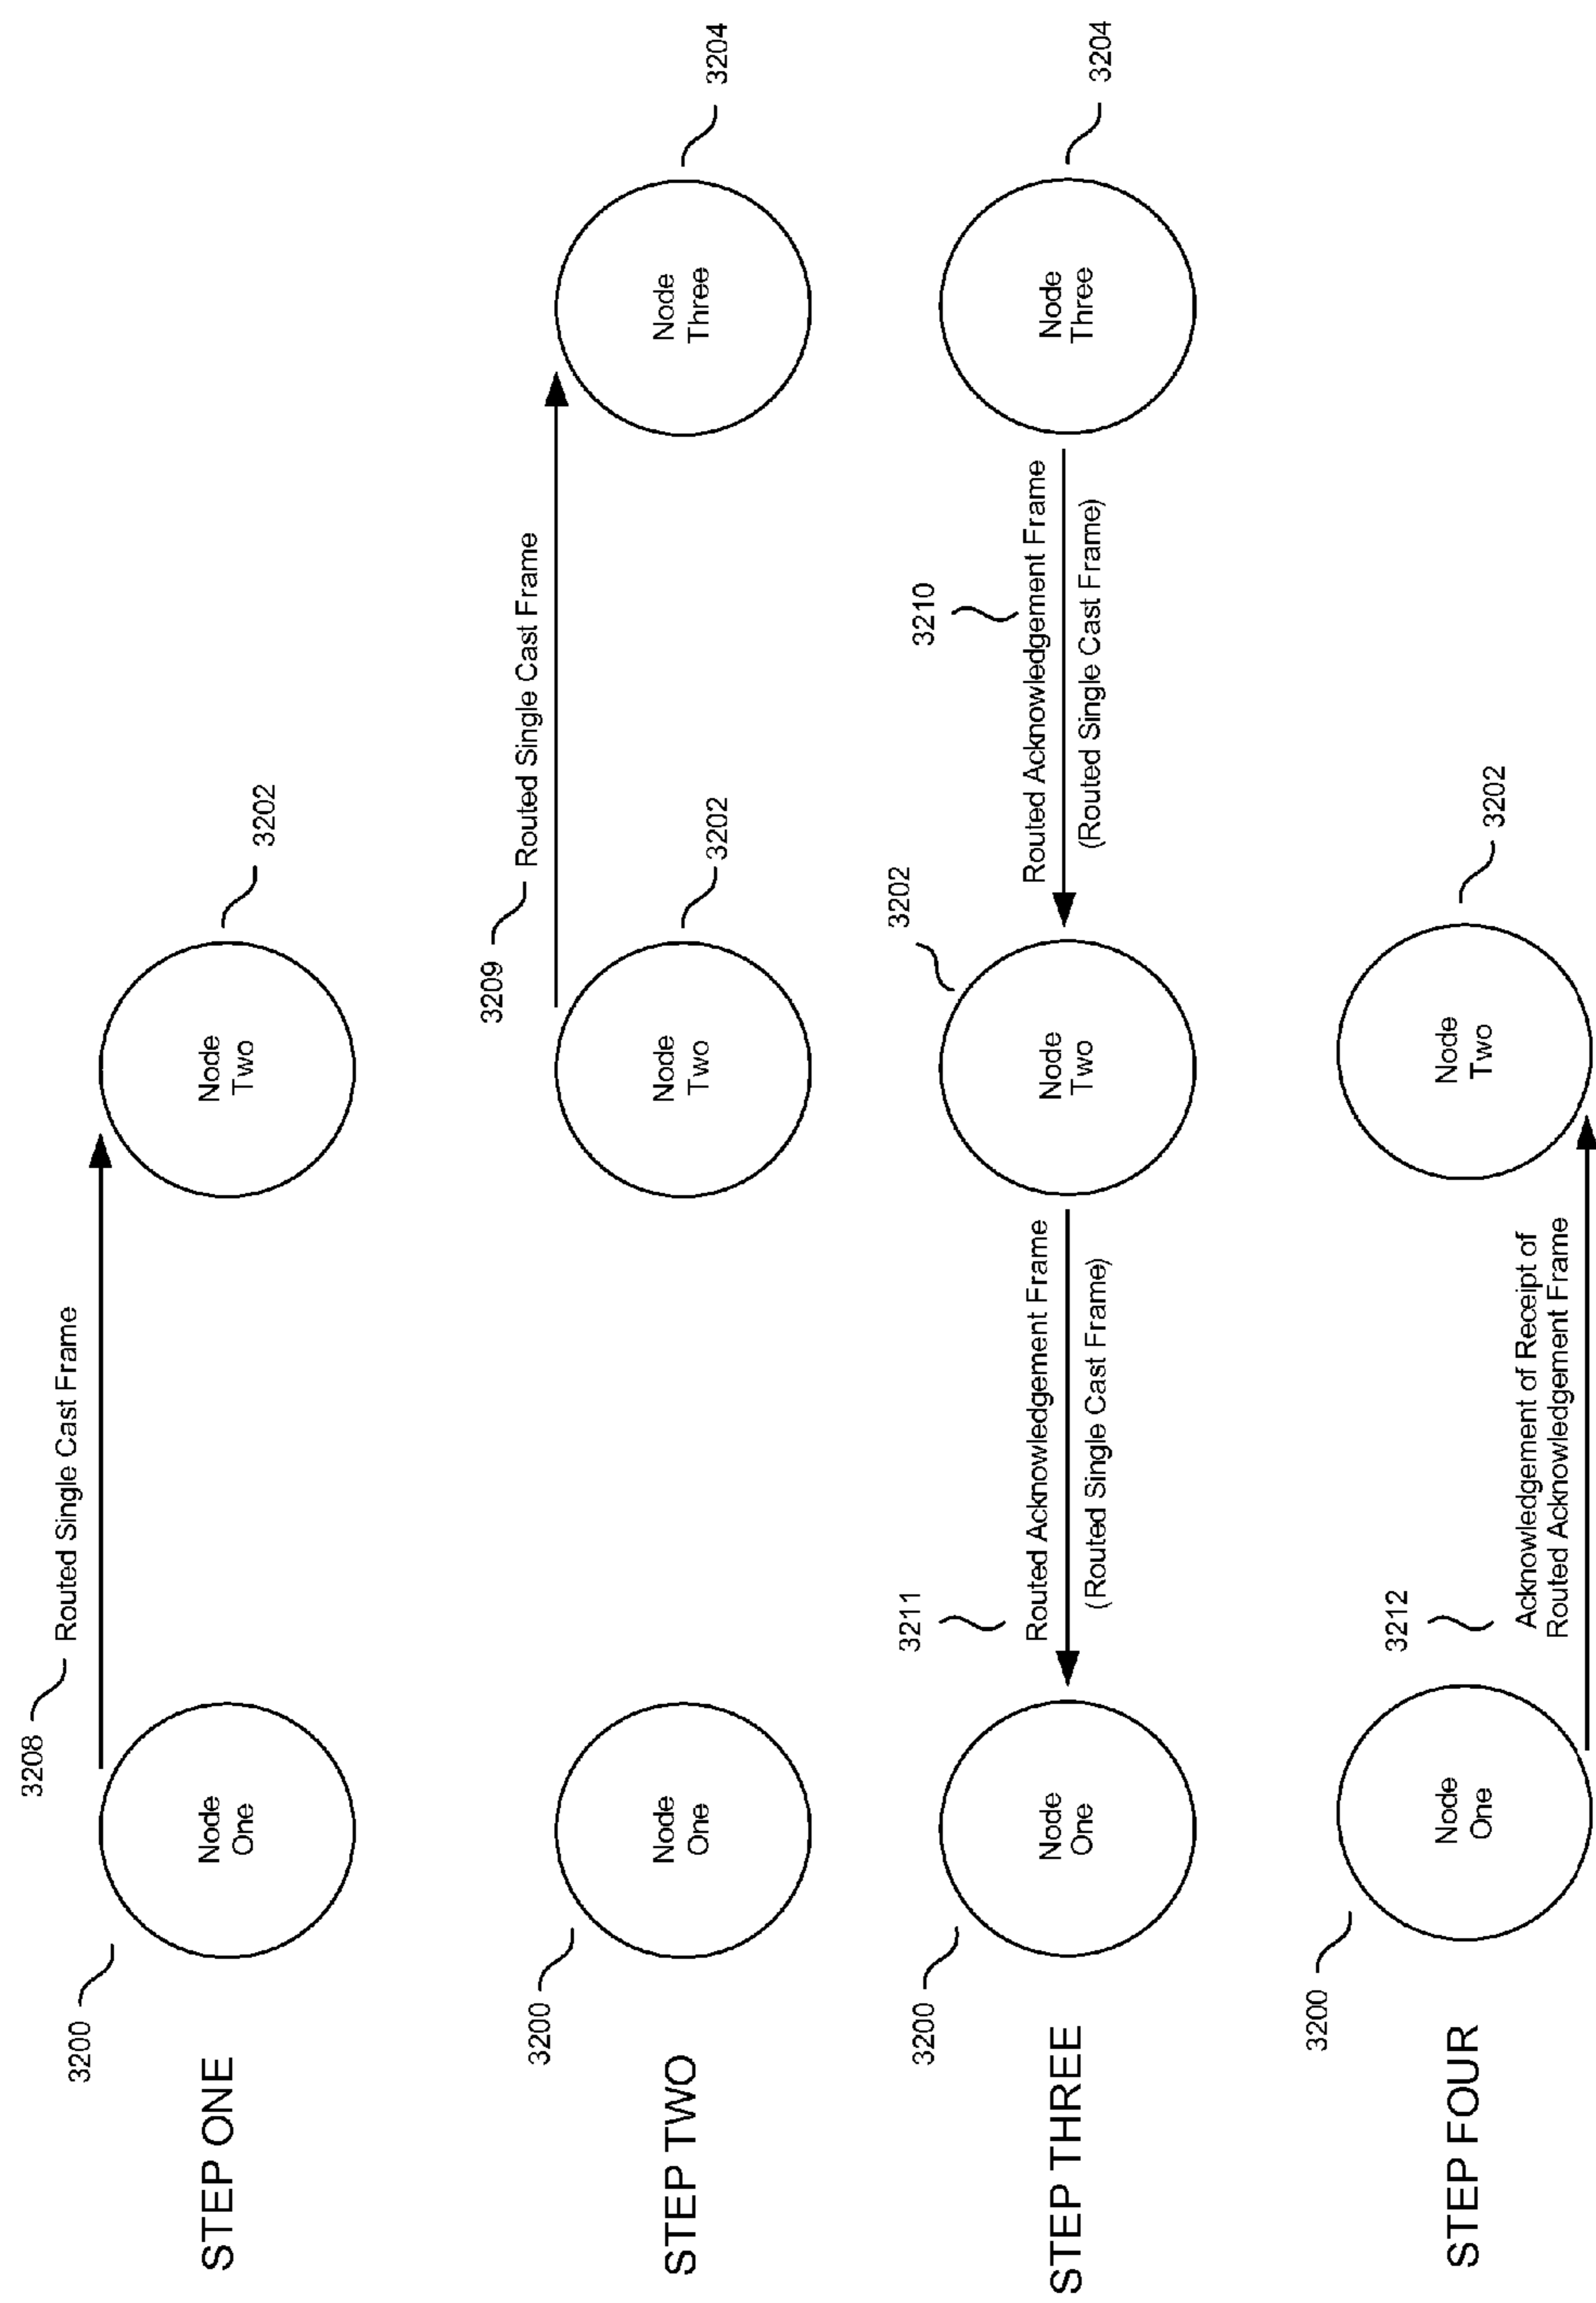 3208
Routed Single Cast Frame
3200
3202
Node
One
Node
Two
STEP ONE
3209
Routed Single Cast Frame
3200
3202
3204
Node
One
Node
Two
Node
Three
STEP TWO
3200
3211
3202
3210
3204
Routed Acknowledgement Frame
(Routed Single Cast Frame)
Routed Acknowledgement Frame
(Routed Single Cast Frame)
Node
One
Node
Two
Node
Three
STEP THREE
3200
3212
3202
Node
One
Node
Two
Acknowledgement of Receipt of
Routed Acknowledgement Frame
STEP FOUR